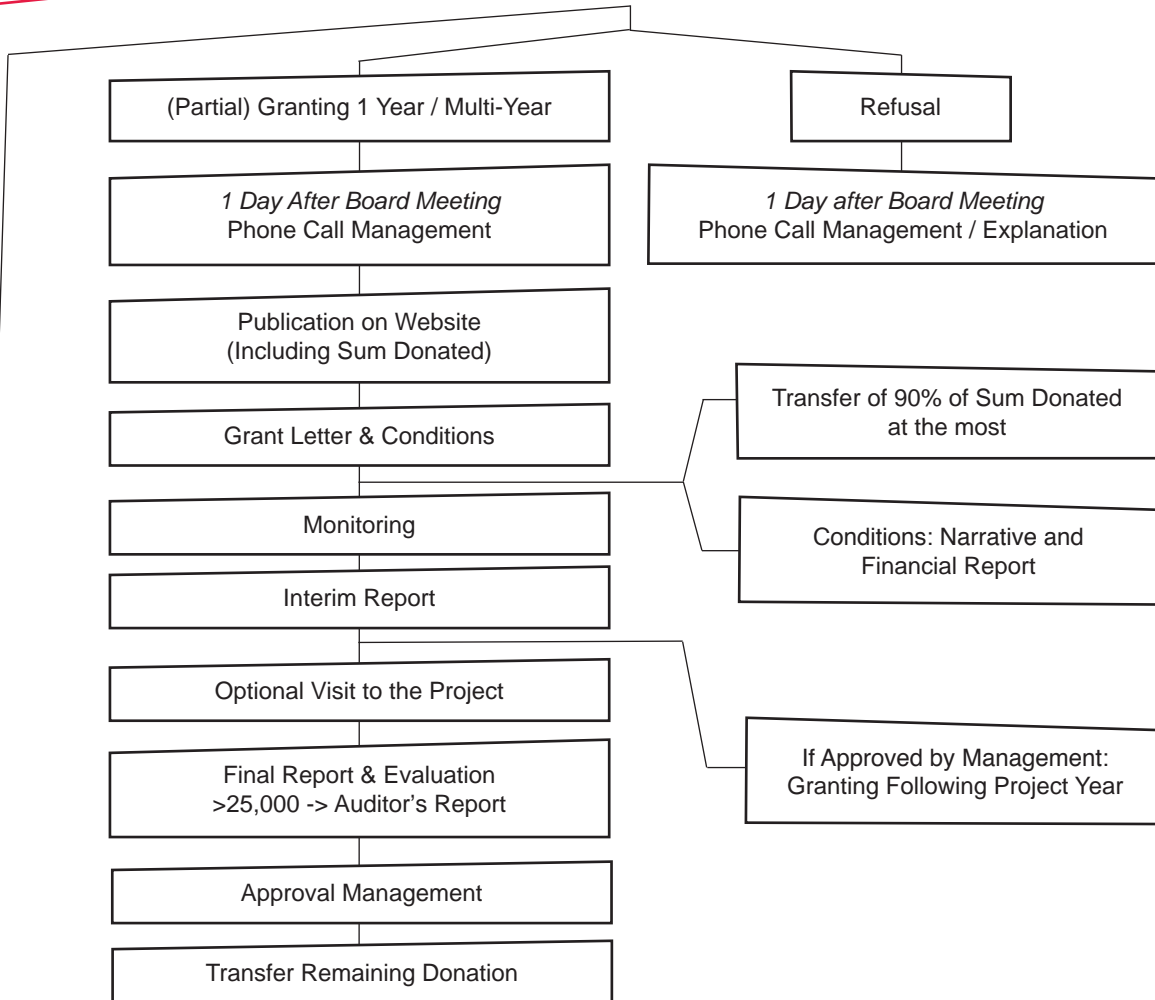 (Partial) Granting 1 Year / Multi-Year
Refusal
1 Day After Board Meeting
Phone Call Management
1 Day after Board Meeting
Phone Call Management / Explanation
Publication on Website
(Including Sum Donated)
Transfer of 90% of Sum Donated
at the most
Grant Letter & Conditions
Monitoring
Conditions: Narrative and
Financial Report
Interim Report
Optional Visit to the Project
If Approved by Management:
Granting Following Project Year
Final Report & Evaluation
>25,000 -> Auditor's Report
Approval Management
Transfer Remaining Donation